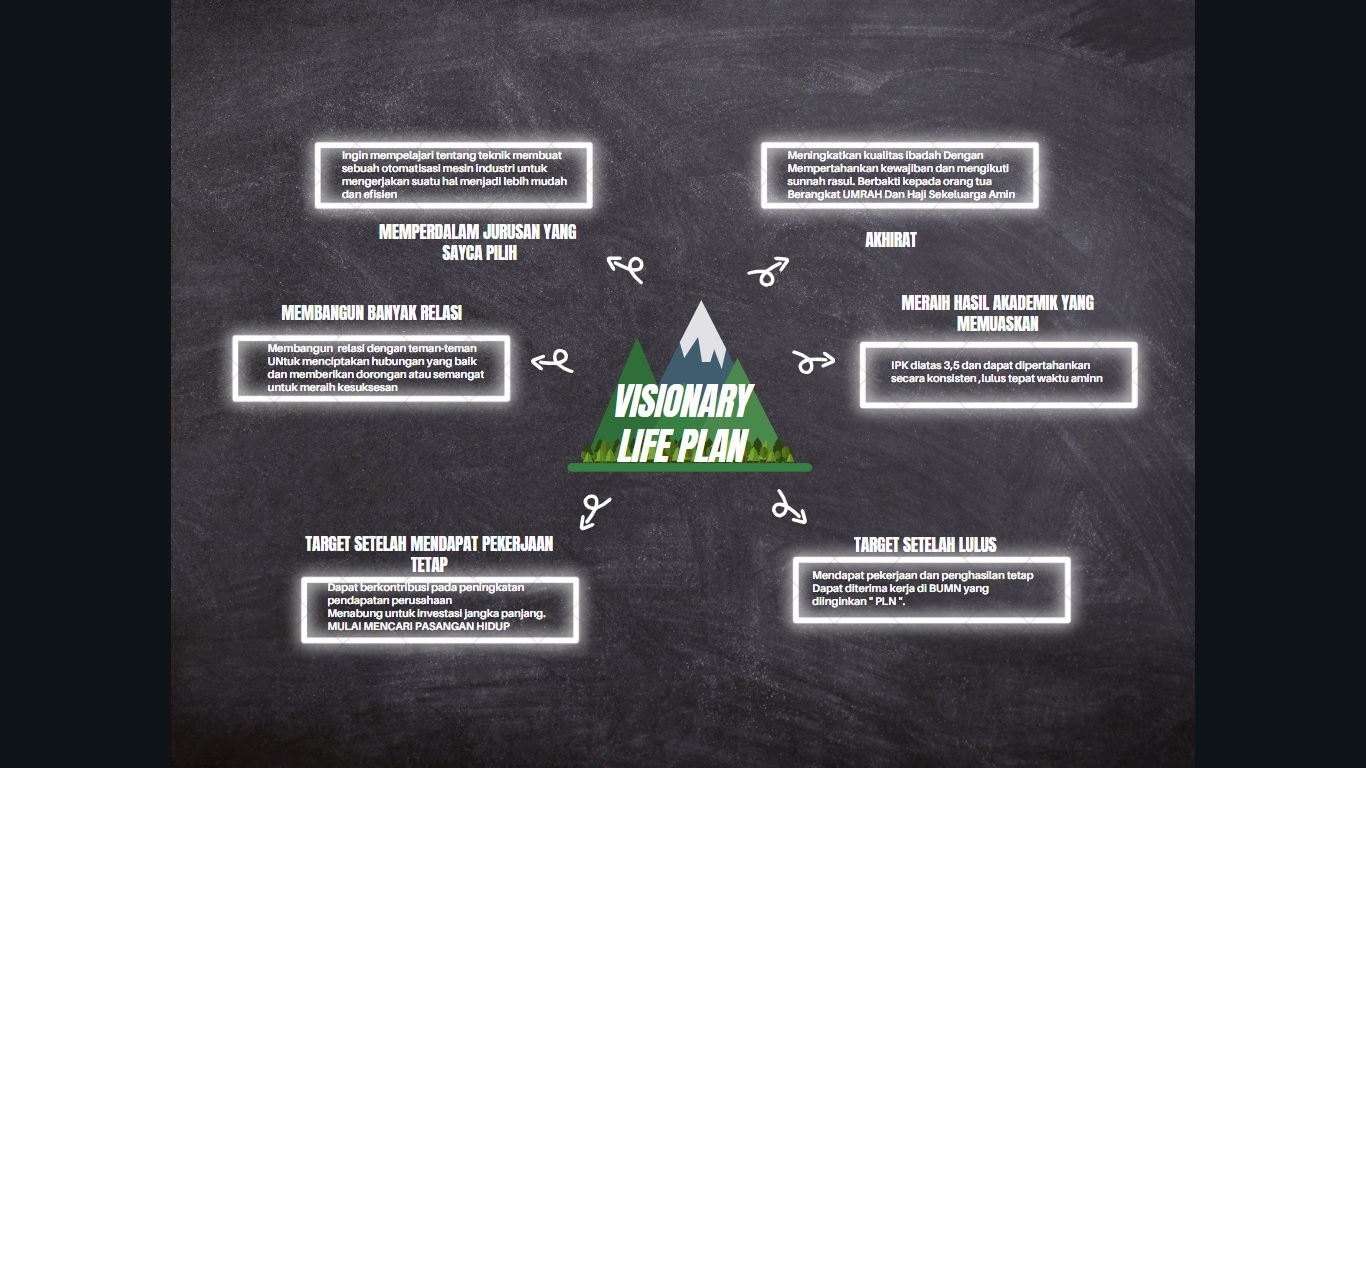 Ingin mempelajari tentang teknik membuat
sebuah otomatisasi mesin industri untuk
mengerjakan suatu hal menjadi lebih mudah
dan efisien
MEMPERDALAM JURUSAN YANG
SAYCA PILIH
Meningkatkan kualitas ibadah Dengan
Mempertahankan kewajiban dan mengikuti
sunnah rasul. Berbakti kepada orang tua
Berangkat UMRAH Dan Haji Sekeluarga Amin
AKHIRAT
MEMBANGUN BANYAK RELASI
Membangun  relasi dengan teman-teman
UNtuk menciptakan hubungan yang baik
dan memberikan dorongan atau semangat
untuk meraih kesuksesan
MERAIH HASIL AKADEMIK YANG
MEMUASKAN
IPK diatas 3,5 dan dapat dipertahankan
secara konsisten ,lulus tepat waktu aminn
VISIONARY
LIFE PLAN
TARGET SETELAH MENDAPAT PEKERJAAN
TETAP
Dapat berkontribusi pada peningkatan
pendapatan perusahaan
Menabung untuk investasi jangka panjang.
MULAI MENCARI PASANGAN HIDUP
TARGET SETELAH LULUS
Mendapat pekerjaan dan penghasilan tetap
Dapat diterima kerja di BUMN yang
diinginkan " PLN ".